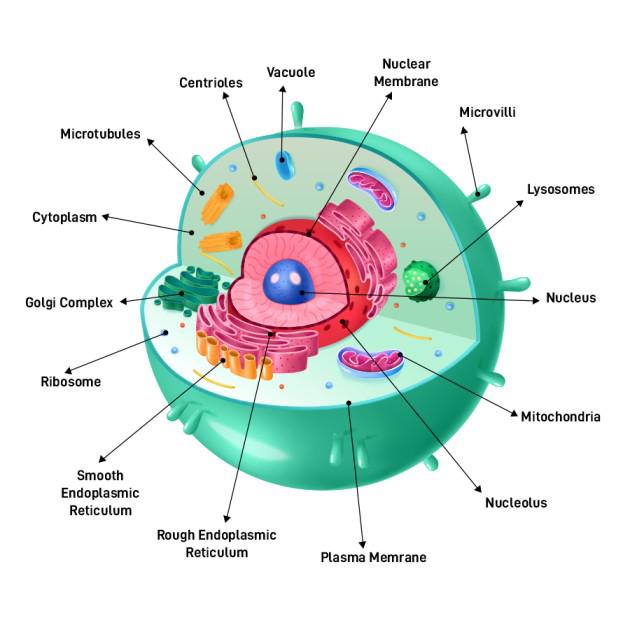 Nuclear
Membrane
Vacuole
Centrioles
Microvilli
Microtubules
Lysosomes
Cytoplasm
Nucleus
Golgi Complex
Ribosome
Mitochondria
Smooth
Endoplasmic
Reticulum
Nucleolus
Rough Endoplasmic
Reticulum
Plasma Memrane